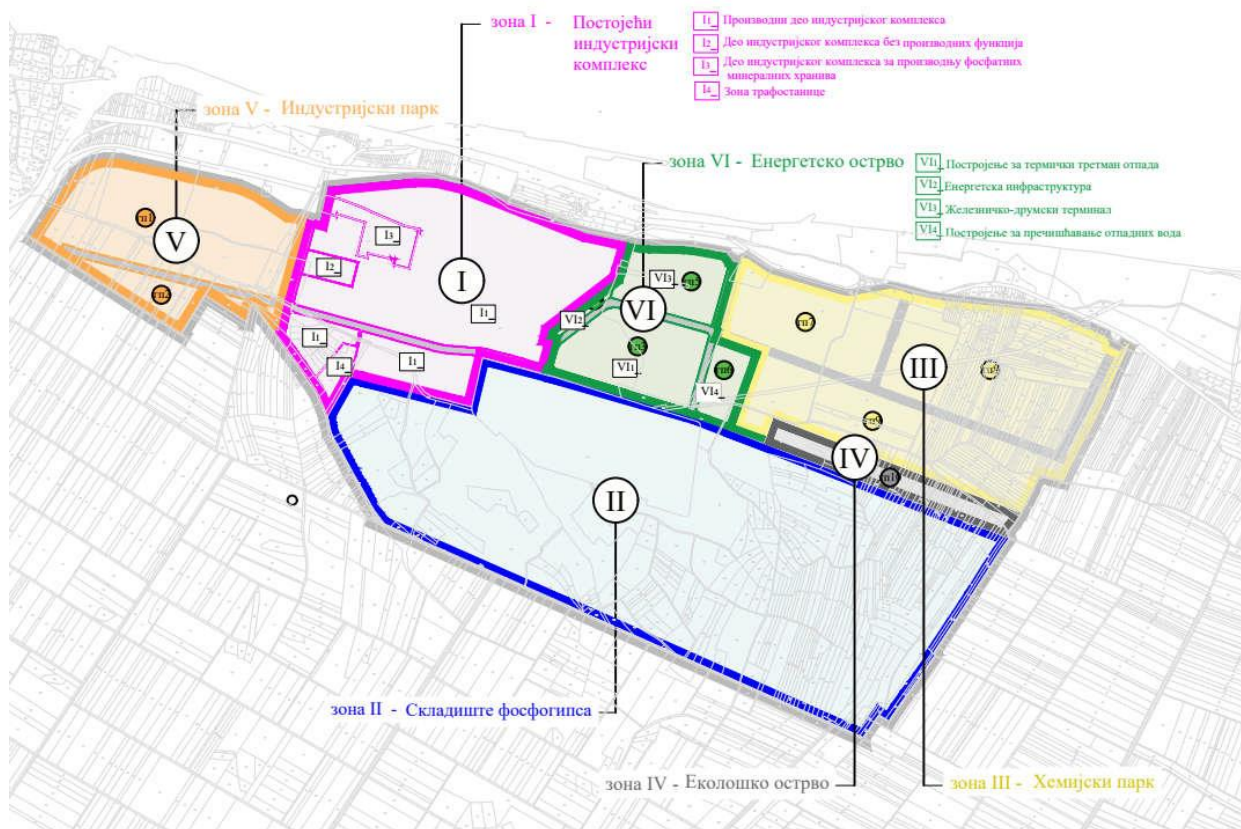 зона I - Постојећи
индустријски
комплекс
I1 Производни део индустријског комплекса
I2 Део индустријског комплекса без производних функција
I3 Део индустријског комплекса за производњу фосфатних
минералних хранива
I4 Зона трафостанице
зона V - Индустријски парк
зона VI - Енергетско острво
VI1 Постројење за термички третман отпада
VI2 Енергетска инфраструктура
VI3 Железничко-друмски терминал
VI4 Постројење за пречишћавање отпадних вода
гп1
V
гп2
I3
I2
I
I1
I1
I4
I1
VI3
VI2
VI
VI1
VI4
гп7
III
IV
II
зона II - Складиште фосфогипса
зона IV - Еколошко острво
зона III - Хемијски парк